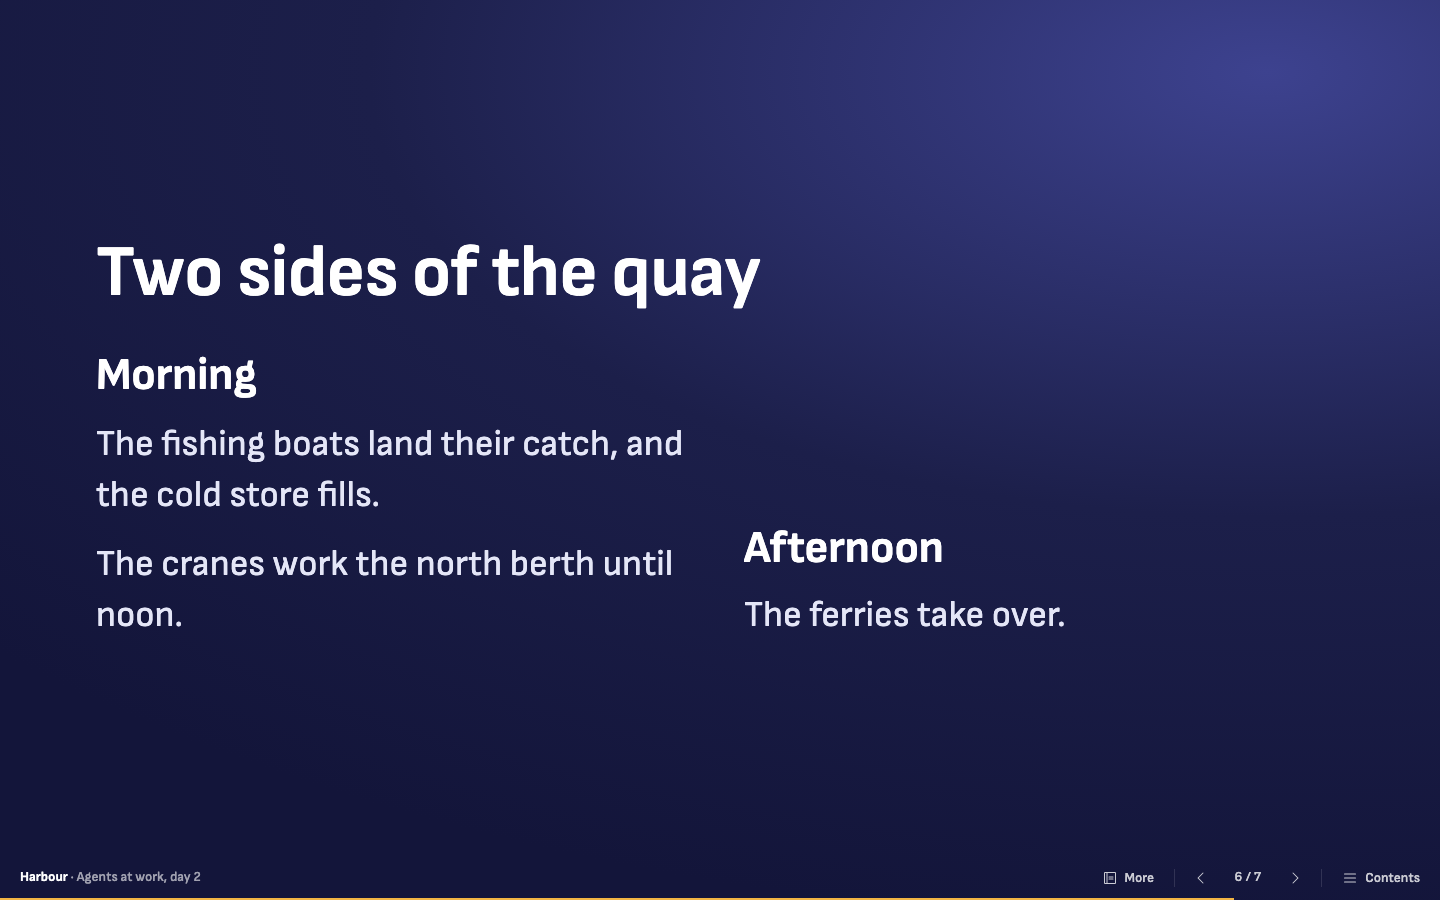 Two sides of the quay
Morning
The fishing boats land their catch, and
the cold store fills.
The cranes work the north berth until
noon.
Afternoon
The ferries take over.
Harbour · Agents at work, day 2
More
6 / 7
Contents